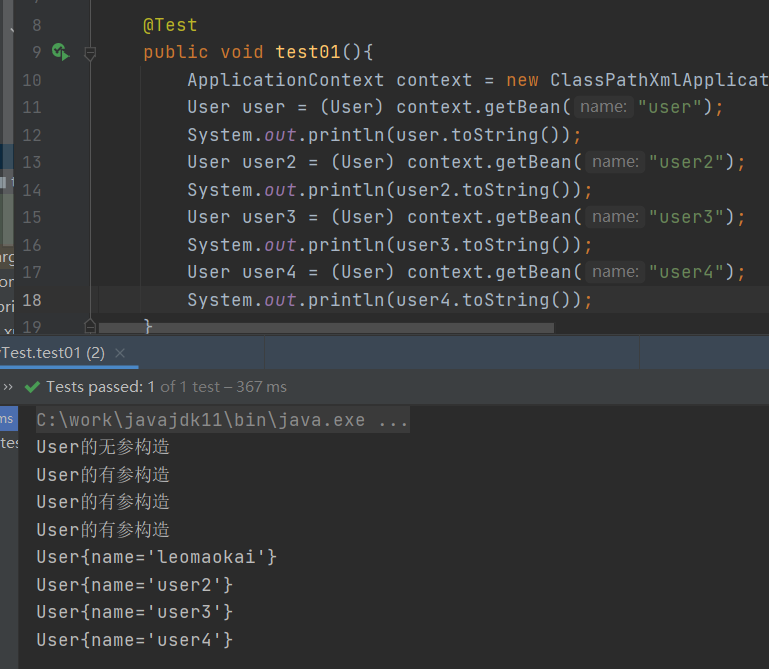 8 @Test
9 public void test01(){
10 ApplicationContext context = new ClassPathXmlApplicat
11 User user = (User) context.getBean( name: "user");
12 System.out.println(user.toString());
13 User user2 = (User) context.getBean( name: "user2");
14 System.out.println(user2.toString());
15 User user3 = (User) context.getBean( name: "user3");
16 System.out.println(user3.toString());
17 User user4 = (User) context.getBean( name: "user4");
18 System.out.println(user4.toString());
19 }
Test.test01 (2) ×
» Tests passed: 1 of 1 test – 367 ms
ms C:\work\javajdk11\bin\java.exe ...
User的无参构造
User的有参构造
User的有参构造
User的有参构造
User{name='leomaokai'}
User{name='user2'}
User{name='user3'}
User{name='user4'}